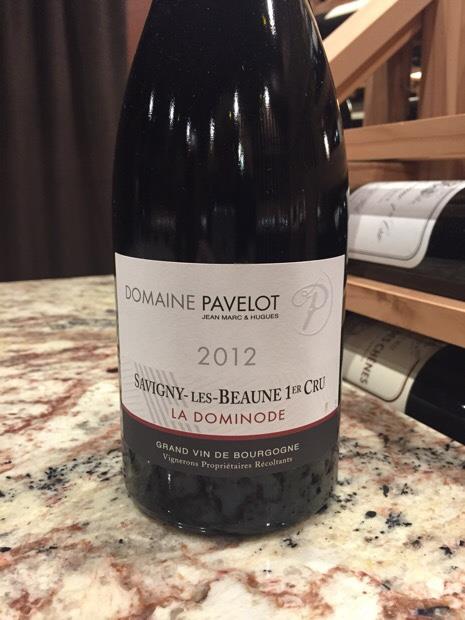 DOMAINE PAVELOT
JEAN MARC & HUGUES
P
2012
SAVIGNY-LES-BEAUNE 1ER CRU
LA DOMINODE
GRAND VIN DE BOURGOGNE
Vignerons Propriétaires Récoltants